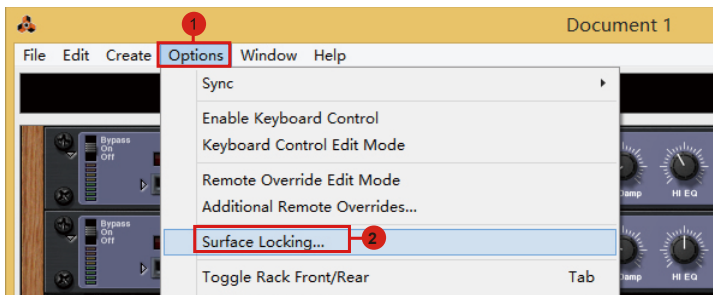 1
Document 1
File Edit Create Options Window Help
Sync
Enable Keyboard Control
Keyboard Control Edit Mode
Remote Override Edit Mode
Additional Remote Overrides...
Surface Locking... 2
Toggle Rack Front/Rear Tab
Bypass
On
Off
Damp HI EQ
Bypass
On
Off
Damp HI EQ